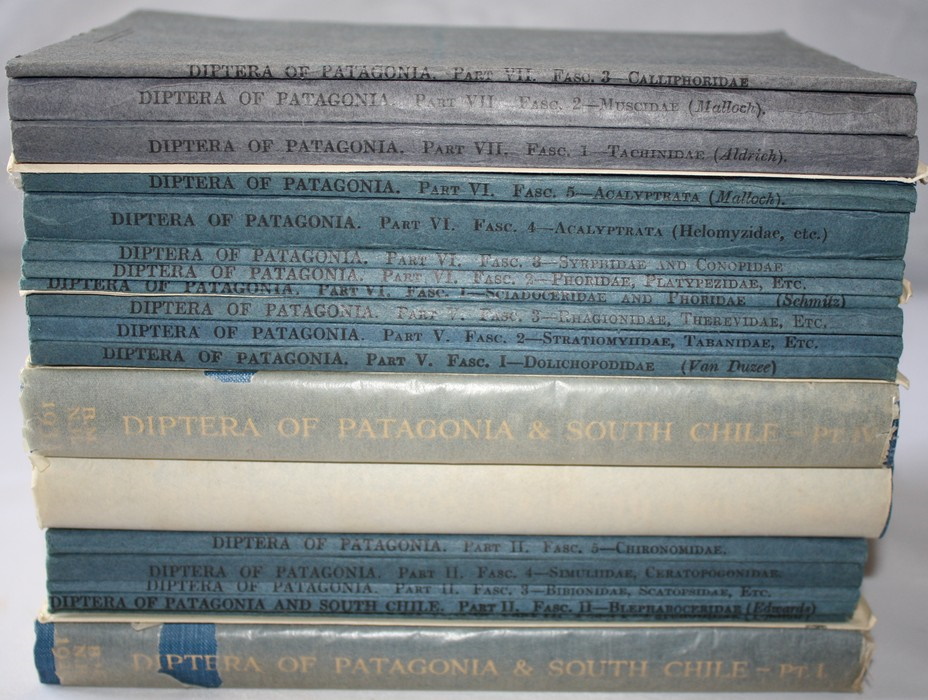 DIPTERA OF PATAGONIA. PART VII. FASC. 3—CALLIPHORIDAE
DIPTERA OF PATAGONIA. PART VII. FASC. 2—MUSCIDAE (Malloch).
DIPTERA OF PATAGONIA. PART VII. FASC. 1—TACHINIDAE (Aldrich).
DIPTERA OF PATAGONIA. PART VI. FASC. 5—ACALYPTRATA (Malloch).
DIPTERA OF PATAGONIA. PART VI. FASC. 4—ACALYPTRATA (Helomyzidae, etc.)
DIPTERA OF PATAGONIA. PART VI. FASC. 3—SYRPHIDAE AND CONOPIDAE
DIPTERA OF PATAGONIA. PART VI. FASC. 2—PHORIDAE, PLATYPEZIDAE, ETC.
DIPTERA OF PATAGONIA. PART VI. FASC. 1—SCIADOCERIDAE AND PHORIDAE (Schmitz)
DIPTERA OF PATAGONIA. PART V. FASC. 3—RHAGIONIDAE, THEREVIDAE, ETC.
DIPTERA OF PATAGONIA. PART V. FASC. 2—STRATIOMYIIDAE, TABANIDAE, ETC.
DIPTERA OF PATAGONIA. PART V. FASC. I—DOLICHOPODIDAE (Van Duzee)
DIPTERA OF PATAGONIA & SOUTH CHILE - PT. IV
DIPTERA OF PATAGONIA. PART II. FASC. 5—CHIRONOMIDAE.
DIPTERA OF PATAGONIA. PART II. FASC. 4—SIMULIIDAE, CERATOPOGONIDAE.
DIPTERA OF PATAGONIA. PART II. FASC. 3—BIBIONIDAE, SCATOPSIDAE, ETC.
DIPTERA OF PATAGONIA AND SOUTH CHILE. PART II. FASC. II—BLEPHAROCERIDAE (Edwards)
DIPTERA OF PATAGONIA & SOUTH CHILE - PT. I.